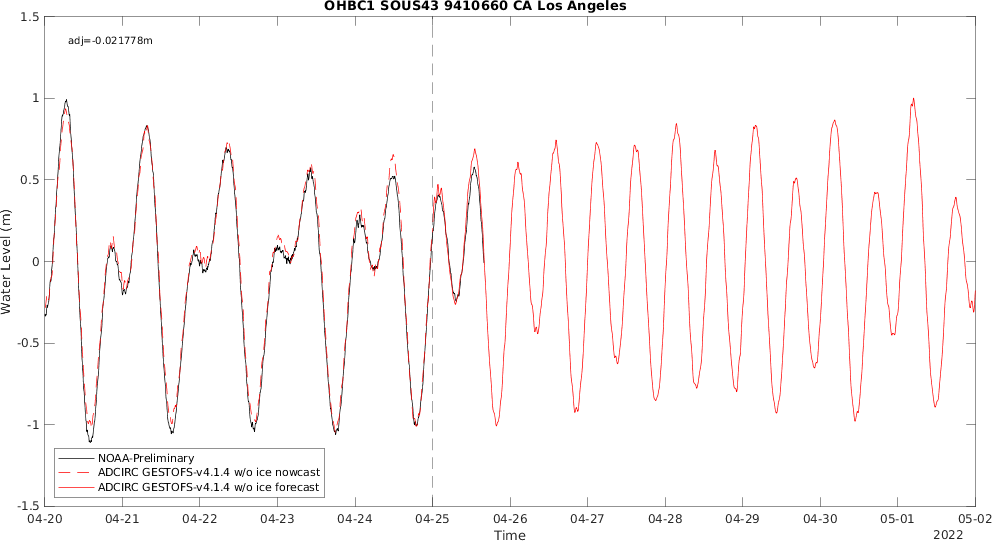 OHBC1 SOUS43 9410660 CA Los Angeles
1.5
adj=-0.021778m
1
0.5
0
-0.5
-1
-1.5
Water Level (m)
NOAA-Preliminary
ADCIRC GESTOFS-v4.1.4 w/o ice nowcast
ADCIRC GESTOFS-v4.1.4 w/o ice forecast
04-20 04-21 04-22 04-23 04-24 04-25 04-26 04-27 04-28 04-29 04-30 05-01 05-02
Time
2022